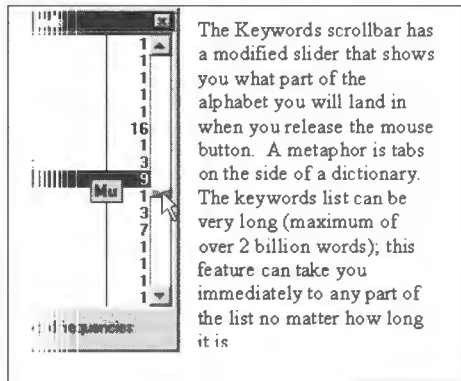 1
1
1
1
1
16
1
3
9
Mu
1
3
7
1
1
1
1
The Keywords scrollbar has
a modified slider that shows
you what part of the
alphabet you will land in
when you release the mouse
button. A metaphor is tabs
on the side of a dictionary.
The keywords list can be
very long (maximum of
over 2 billion words); this
feature can take you
immediately to any part of
the list no matter how long
it is